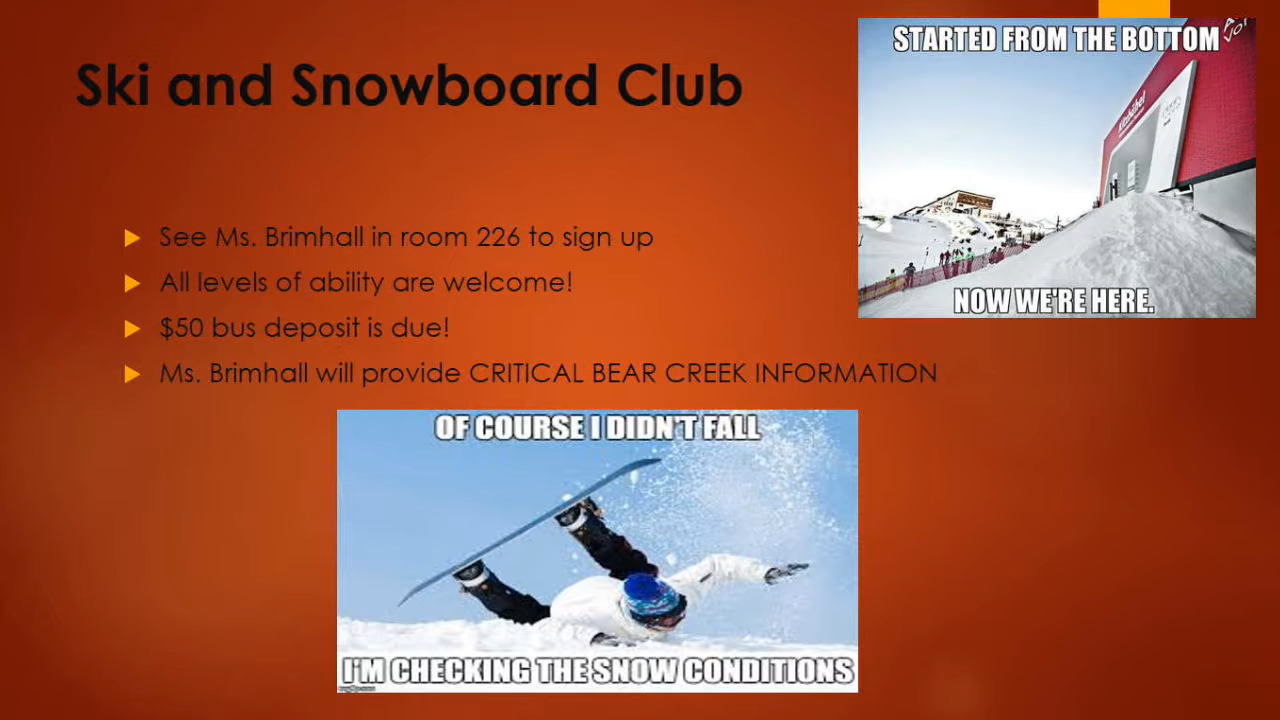 STARTED FROM THE BOTTOM
Ski and Snowboard Club
Kitzbühel
NOW WE'RE HERE.
See Ms. Brimhall in room 226 to sign up
All levels of ability are welcome!
$50 bus deposit is due!
Ms. Brimhall will provide CRITICAL BEAR CREEK INFORMATION
OF COURSE I DIDN'T FALL
I'M CHECKING THE SNOW CONDITIONS